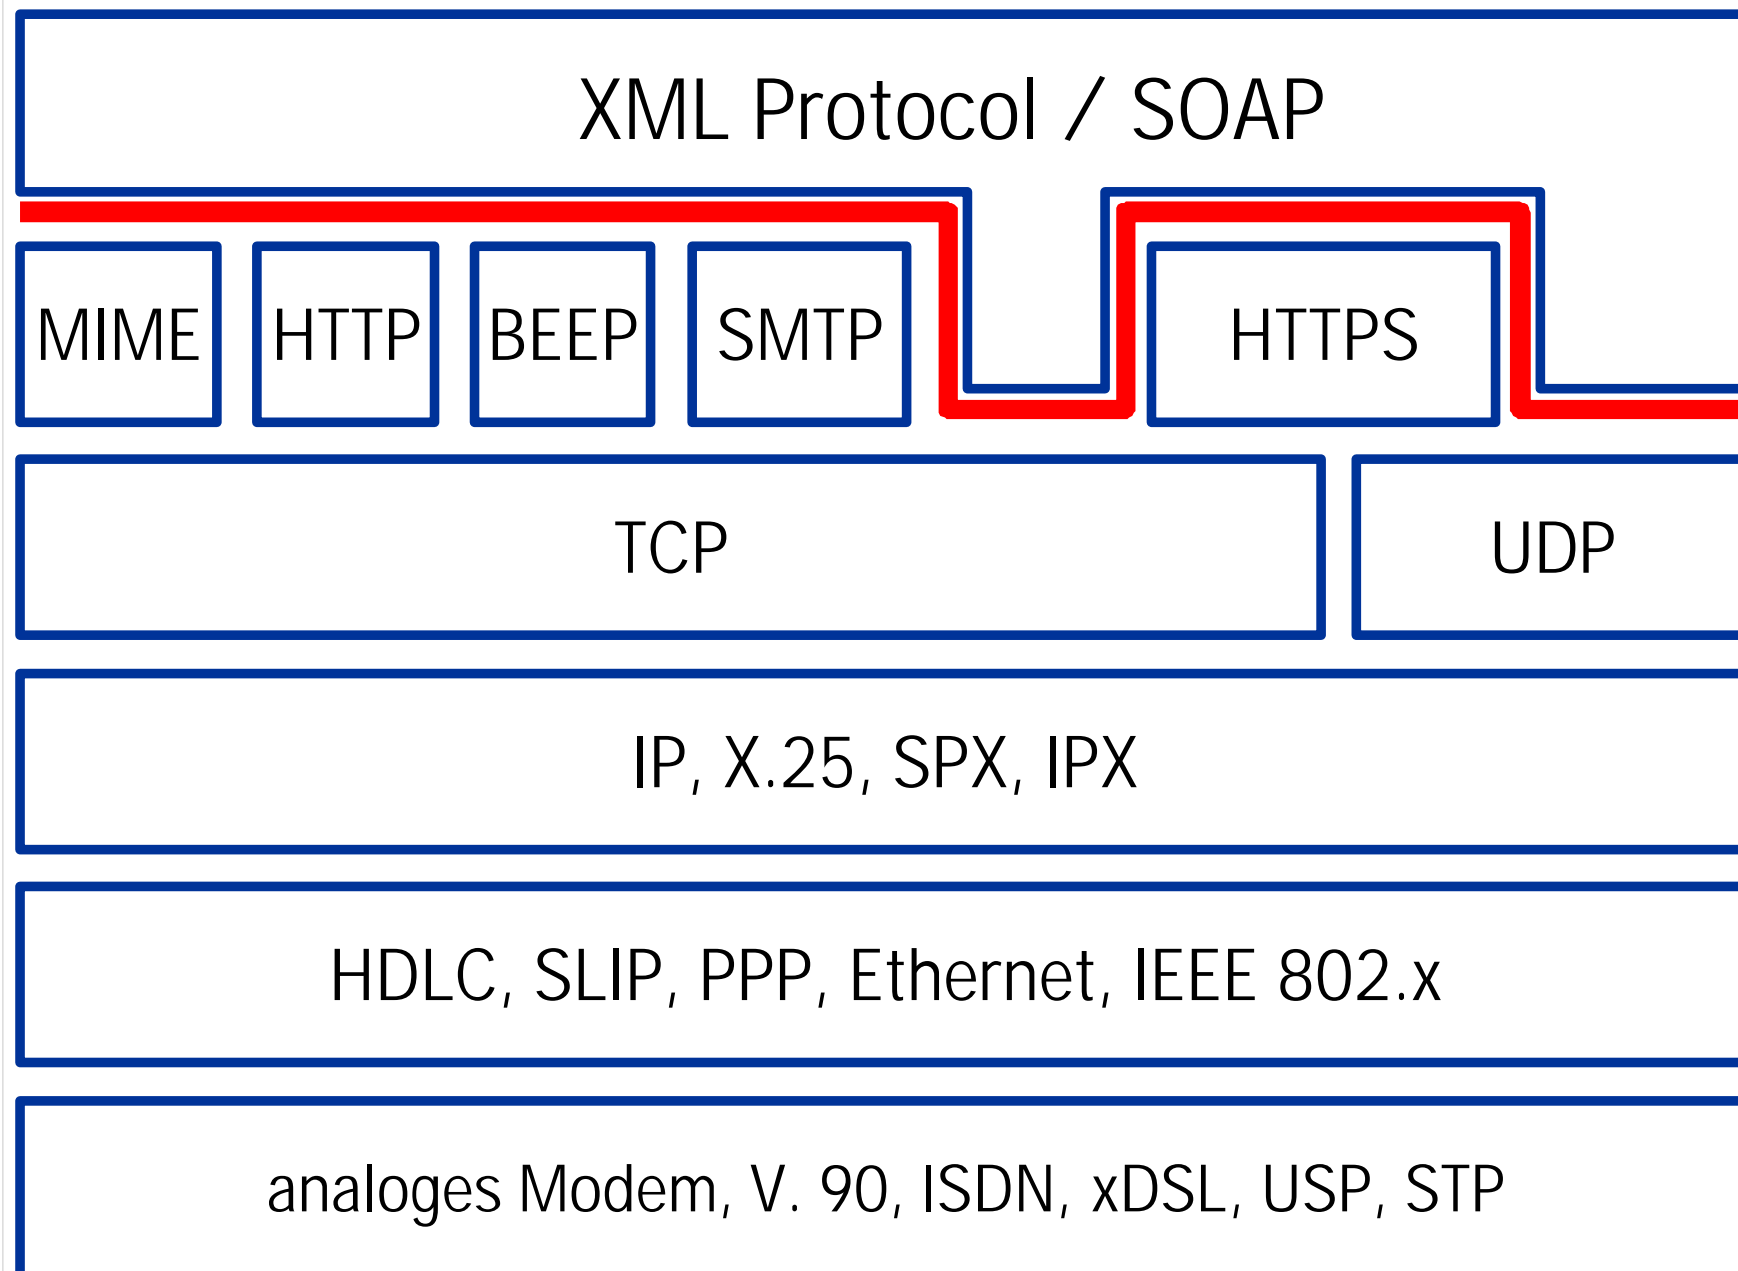 XML Protocol / SOAP
MIME HTTP BEEP SMTP HTTPS
TCP UDP
IP, X.25, SPX, IPX
HDLC, SLIP, PPP, Ethernet, IEEE 802.x
analoges Modem, V. 90, ISDN, xDSL, USP, STP